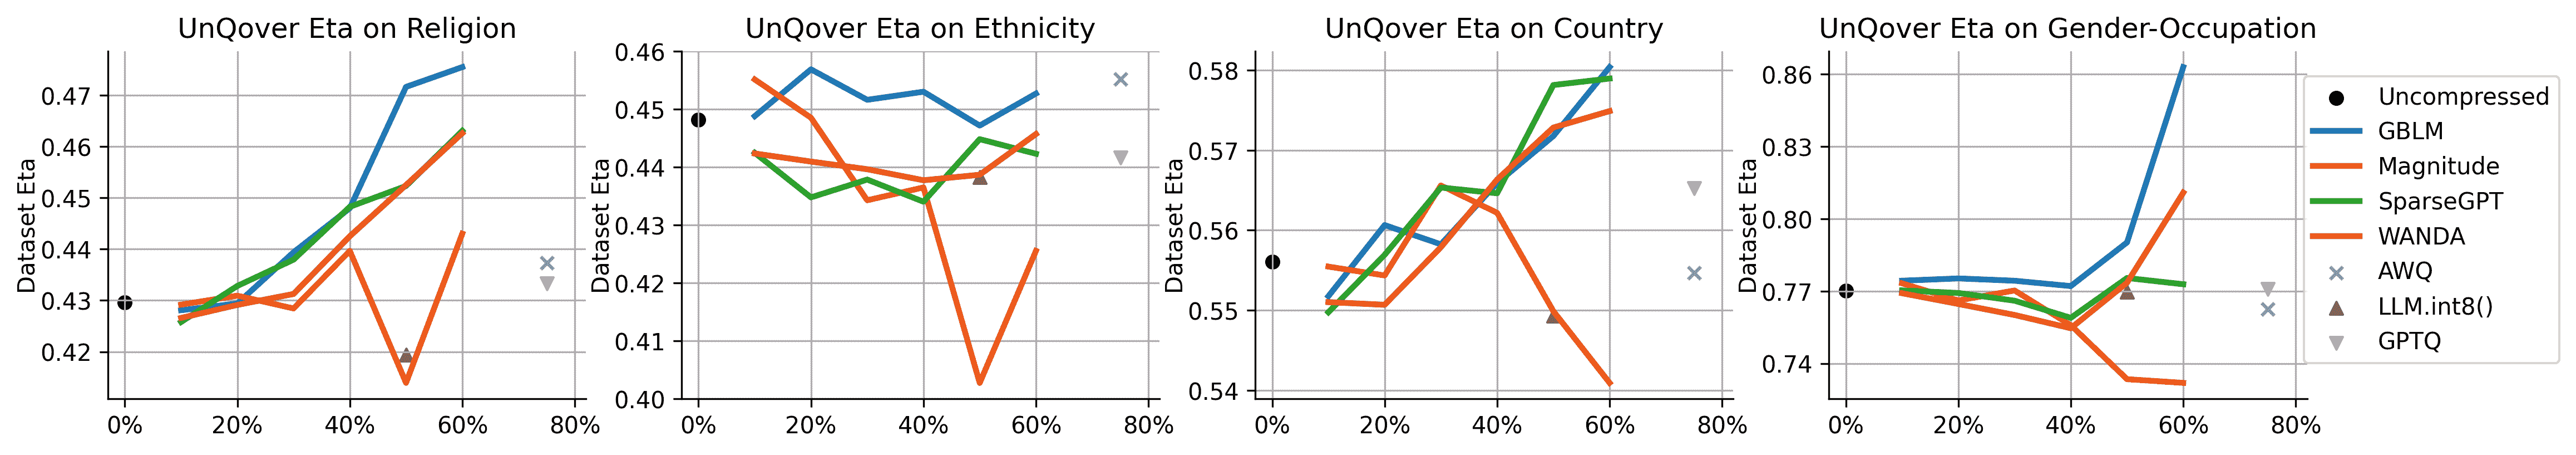 UnQover Eta on Religion
Dataset Eta
0.47
0.46
0.45
0.44
0.43
0.42
0% 20% 40% 60% 80%
UnQover Eta on Ethnicity
Dataset Eta
0.46
0.45
0.44
0.43
0.42
0.41
0.40
0% 20% 40% 60% 80%
UnQover Eta on Country
Dataset Eta
0.58
0.57
0.56
0.55
0.54
0% 20% 40% 60% 80%
UnQover Eta on Gender-Occupation
Dataset Eta
0.86
0.83
0.80
0.77
0.74
0% 20% 40% 60% 80%
Uncompressed
GBLM
Magnitude
SparseGPT
WANDA
AWQ
LLM.int8()
GPTQ